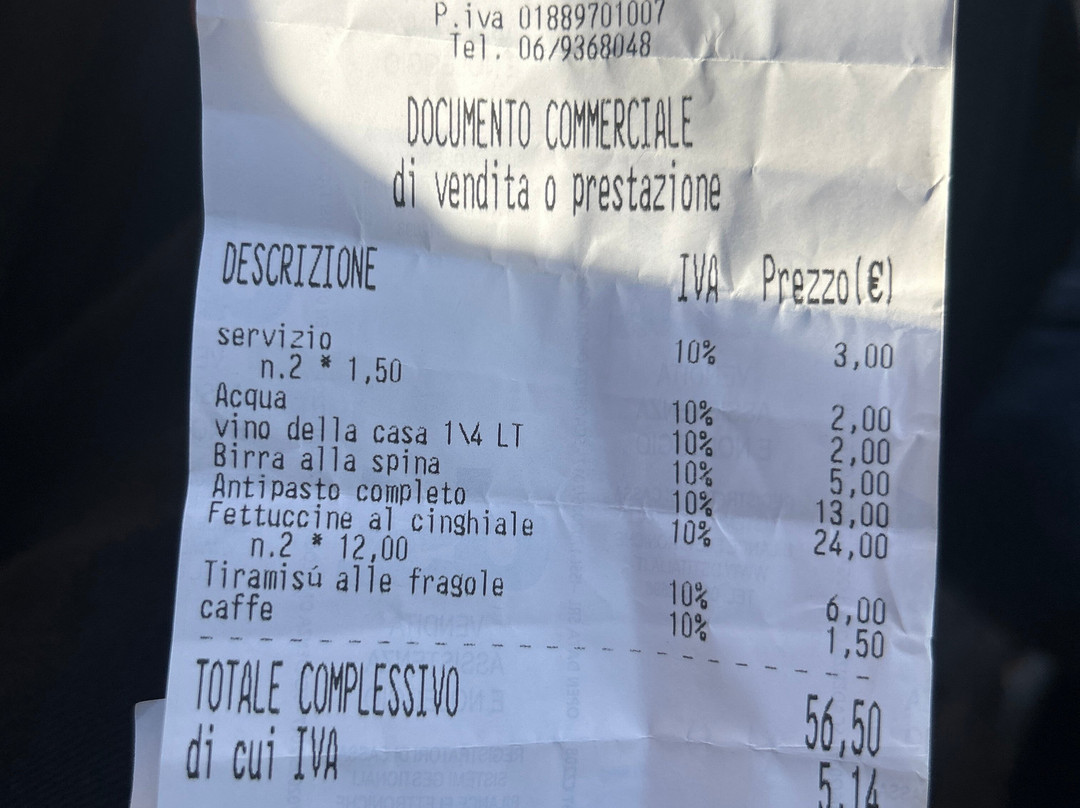 P.iva 01889701007
Tel. 06/9368048
DOCUMENTO COMMERCIALE
di vendita o prestazione
DESCRIZIONE IVA Prezzo(€)
servizio 10% 3,00
n.2 * 1,50
Acqua 10% 2,00
vino della casa 1\4 LT 10% 2,00
Birra alla spina 10% 5,00
Antipasto completo 10% 13,00
Fettuccine al cinghiale 10% 24,00
n.2 * 12,00
Tiramisú alle fragole 10% 6,00
caffe 10% 1,50
TOTALE COMPLESSIVO 56,50
di cui IVA 5,14